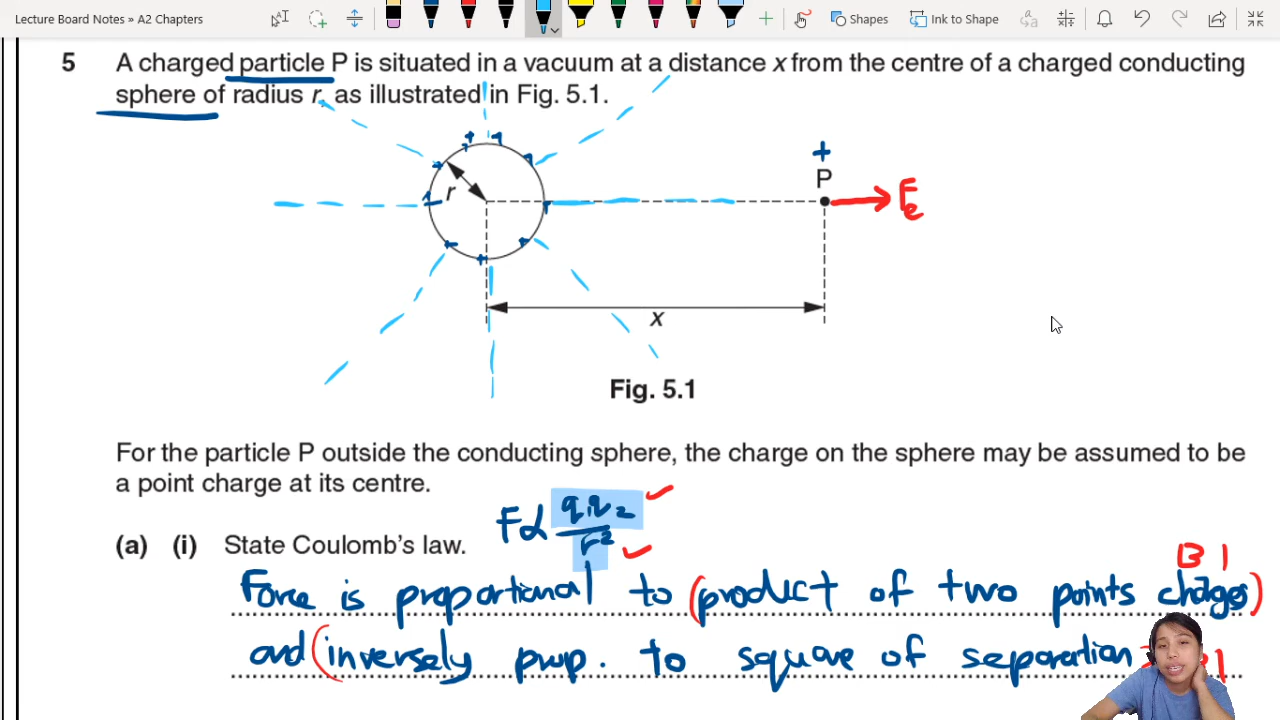 Lecture Board Notes » A2 Chapters
Shapes
Ink to Shape
5 A charged particle P is situated in a vacuum at a distance x from the centre of a charged conducting
sphere of radius r, as illustrated in Fig. 5.1.
+
P
r
x
Fig. 5.1
For the particle P outside the conducting sphere, the charge on the sphere may be assumed to be
a point charge at its centre.
(a) (i) State Coulomb's law.
B1
Force is proportional to (product of two points charges)
and (inversely prop. to square of separation